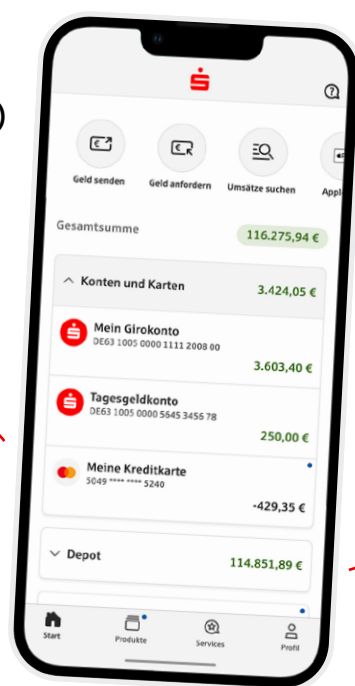 Geld senden
Geld anfordern
Umsätze suchen
Apple
Gesamtsumme
116.275,94 €
Konten und Karten
3.424,05 €
Mein Girokonto
DE63 1005 0000 1111 2008 00
3.603,40 €
Tagesgeldkonto
DE63 1005 0000 5645 3455 78
250,00 €
Meine Kreditkarte
5049 **** **** 5240
-429,35 €
Depot
114.851,89 €
Start
Produkte
Services
Profil